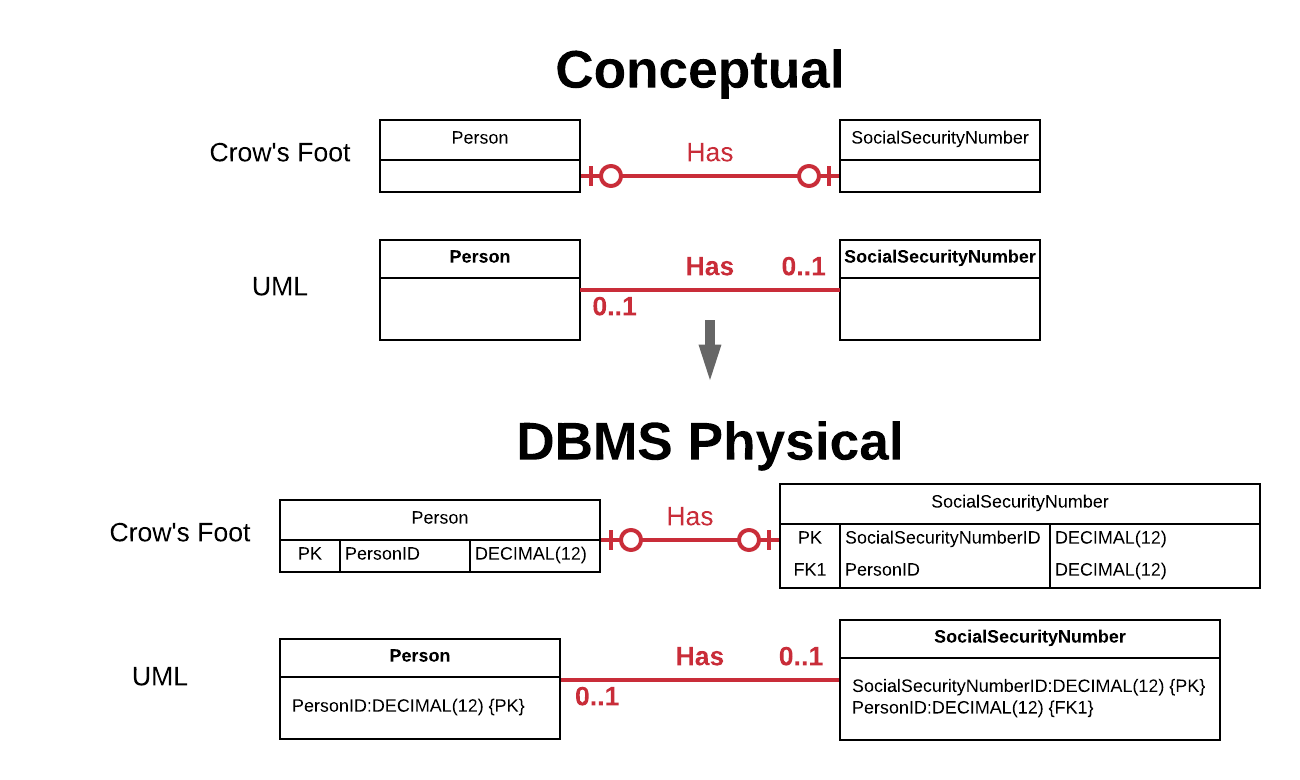 Conceptual
Crow's Foot
Person
Has
SocialSecurityNumber
UML
Person
Has
0..1
SocialSecurityNumber
0..1
DBMS Physical
Crow's Foot
Person
PK PersonID DECIMAL(12)
Has
SocialSecurityNumber
PK SocialSecurityNumberID DECIMAL(12)
FK1 PersonID DECIMAL(12)
UML
Person
PersonID:DECIMAL(12) {PK}
Has
0..1
0..1
SocialSecurityNumber
SocialSecurityNumberID:DECIMAL(12) {PK}
PersonID:DECIMAL(12) {FK1}